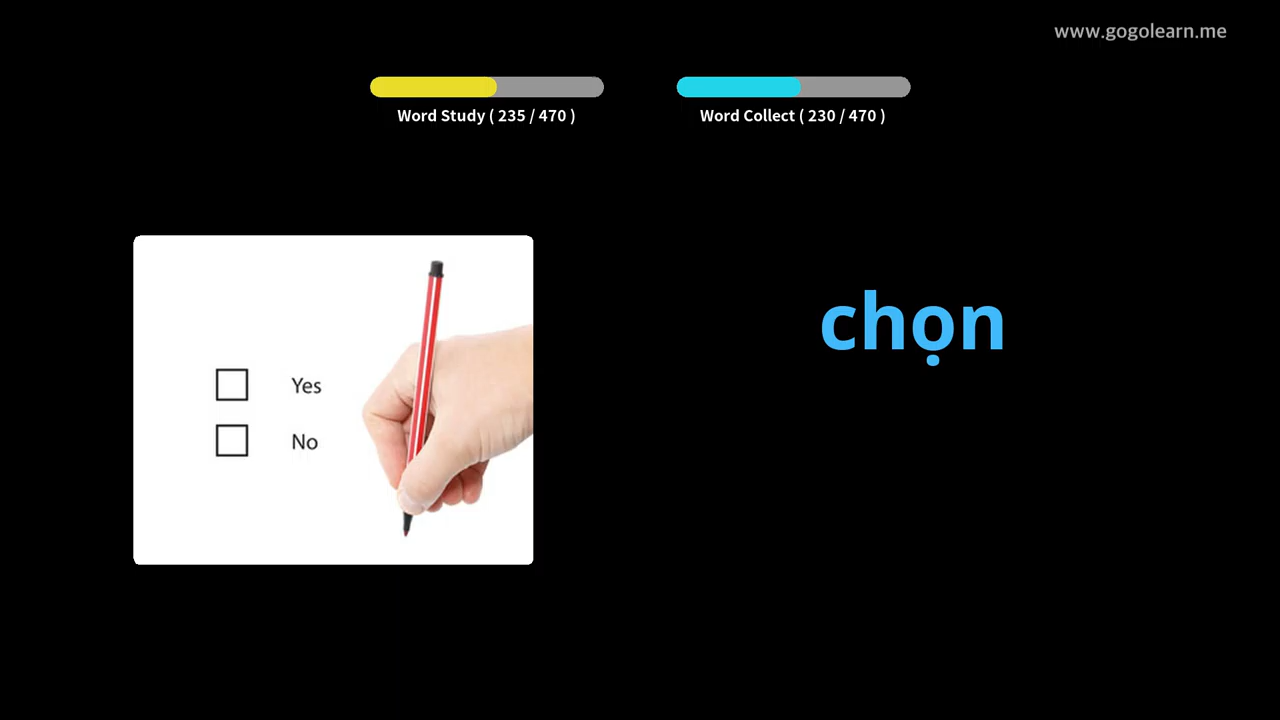 www.gogolearn.me
Word Study ( 235 / 470 )
Word Collect ( 230 / 470 )
Yes
No
chọn